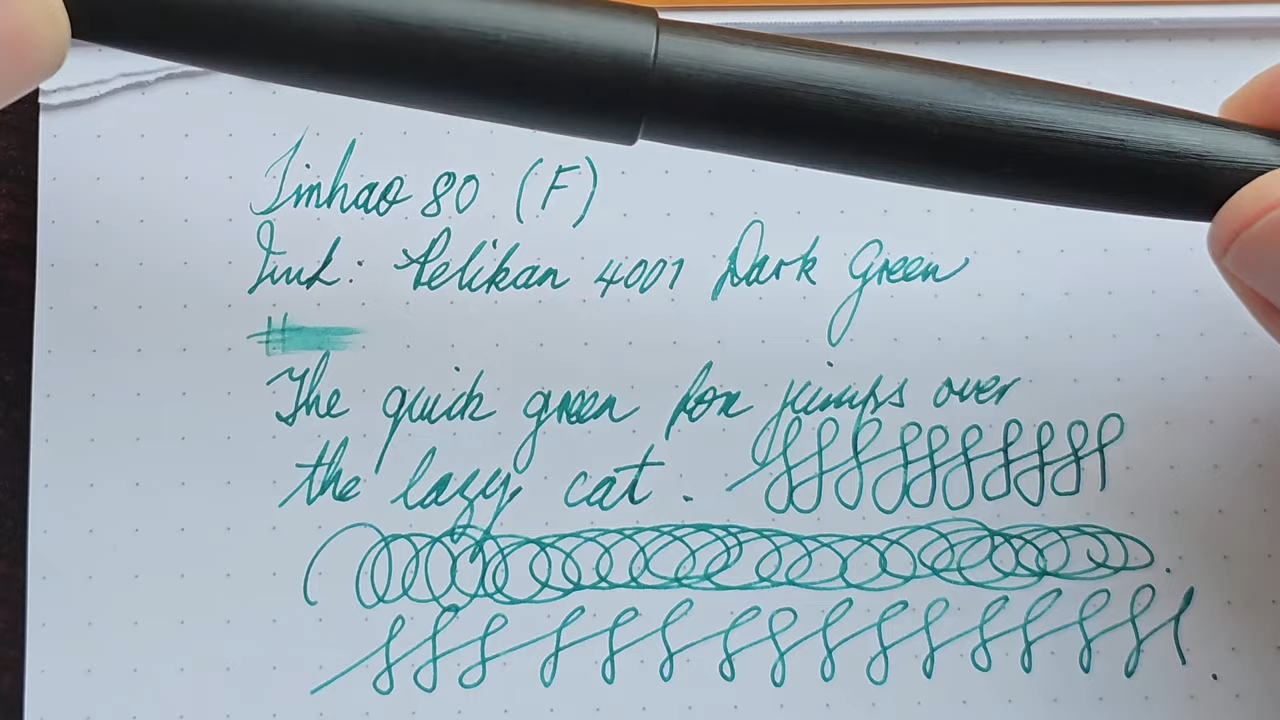 Jinhao 80 (F)
Ink: Pelikan 4001 Dark Green
The quick green fox jumps over
the lazy cat.